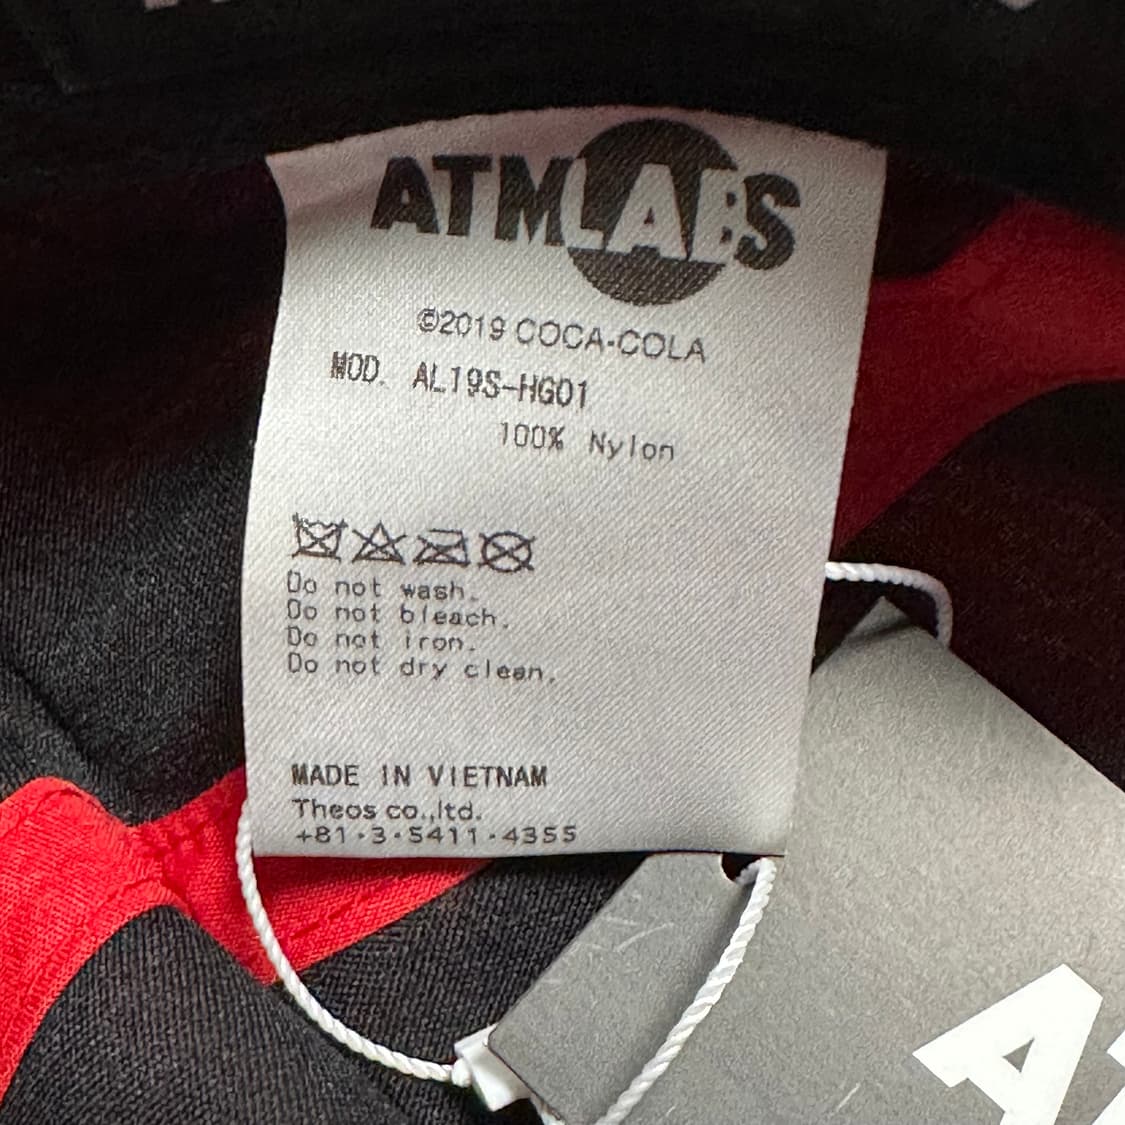 ATMLABS
©2019 COCA-COLA
MOD. AL19S-HG01
100% Nylon
Do not wash.
Do not bleach.
Do not iron.
Do not dry clean.
MADE IN VIETNAM
Theos co.,ltd.
+81-3-5411-4355
A